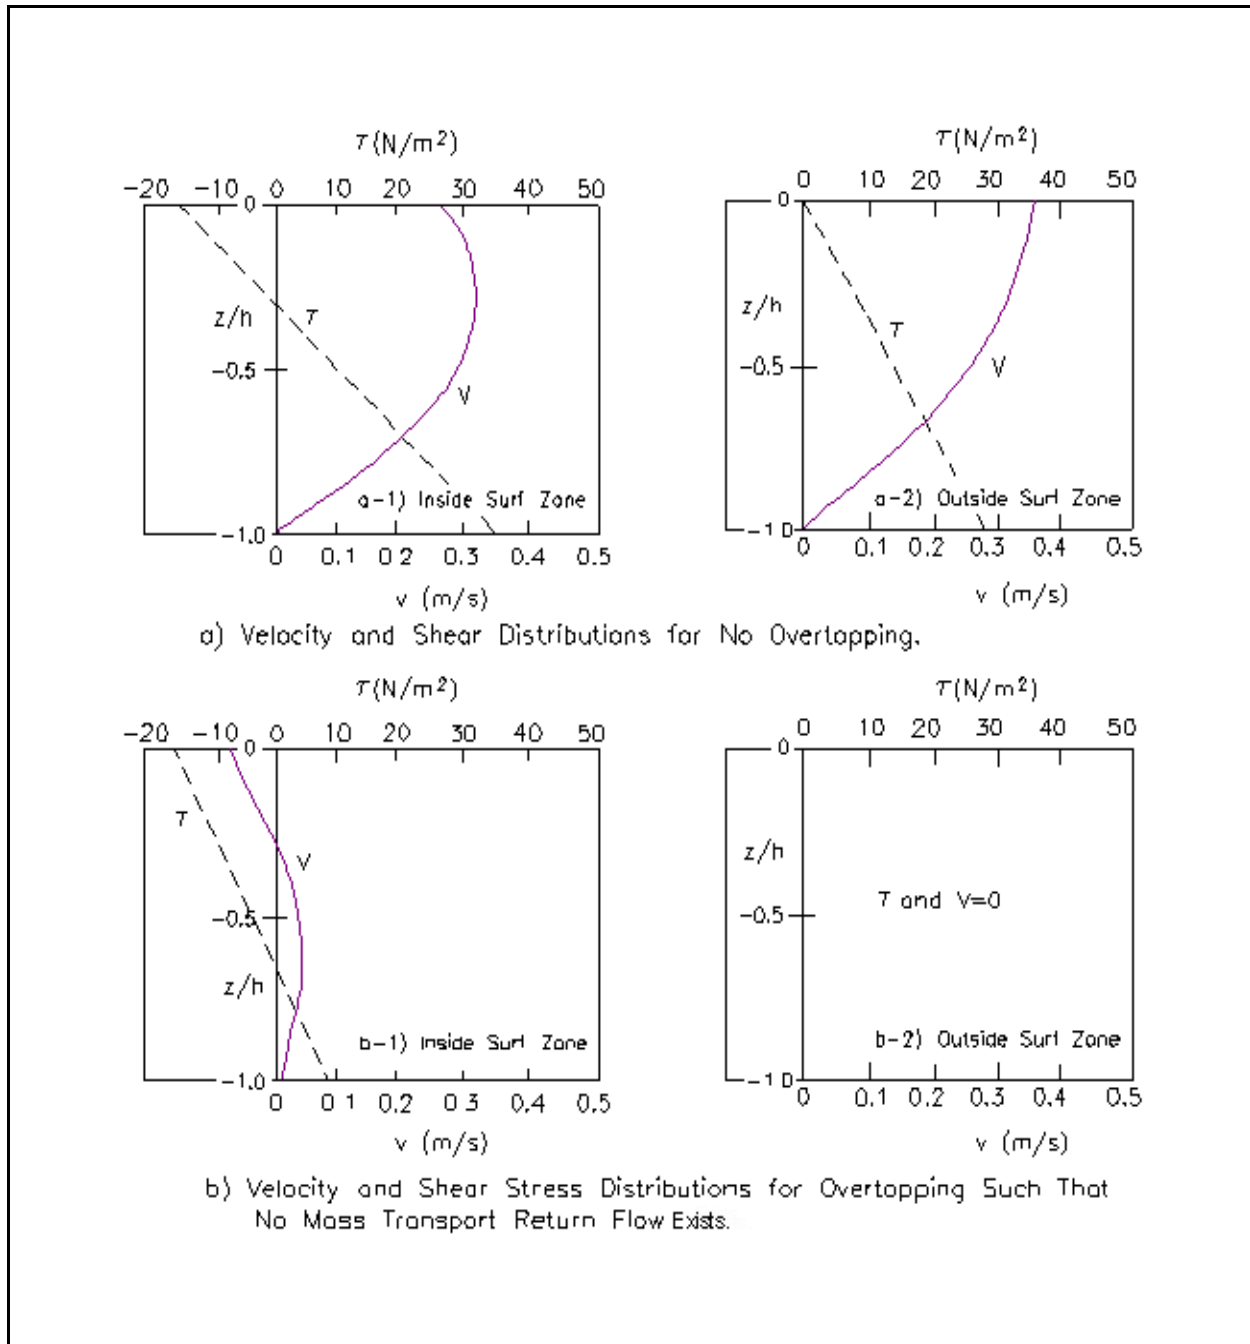 τ(N/m²)
-20 -10 0 10 20 30 40 50
0
z/h
τ
-0.5
V
a-1) Inside Surf Zone
-1.0
0 0.1 0.2 0.3 0.4 0.5
v (m/s)
τ(N/m²)
0 10 20 30 40 50
0
z/h
τ
-0.5
V
a-2) Outside Surf Zone
-1 0
0 0.1 0.2 0.3 0.4 0.5
v (m/s)
a) Velocity and Shear Distributions for No Overtopping.
τ(N/m²)
-20 -10 0 10 20 30 40 50
0
τ
V
-0.5
z/h
b-1) Inside Surf Zone
-1.0
0 0 1 0.2 0 3 0.4 0.5
v (m/s)
τ(N/m²)
0 10 20 30 40 50
0
z/h
τ and V=0
-0.5
b-2) Outside Surf Zone
-1 0
0 0.1 0.2 0.3 0.4 0.5
v (m/s)
b) Velocity and Shear Stress Distributions for Overtopping Such That
No Mass Transport Return Flow Exists.